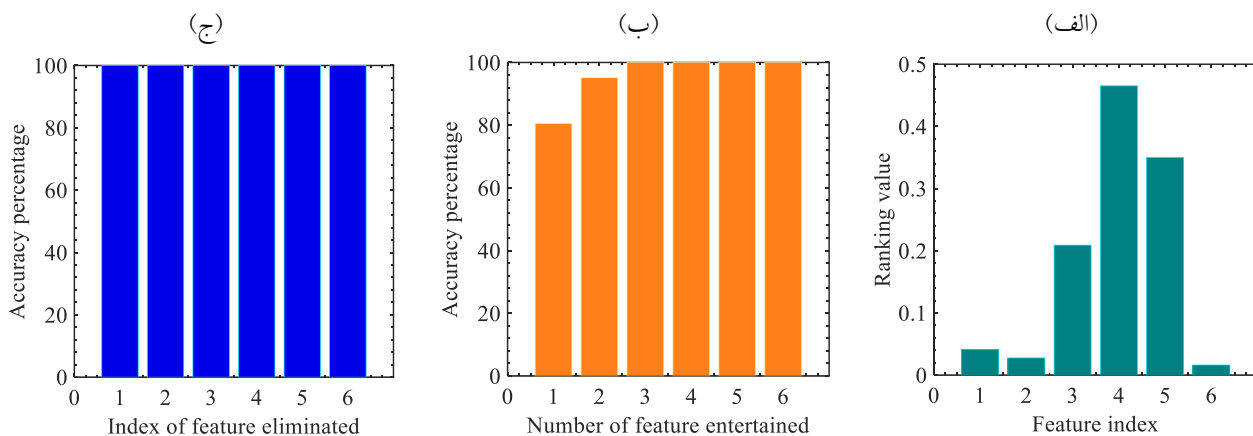 (ج)
100
80
60
40
20
0
0 1 2 3 4 5 6
Accuracy percentage
Index of feature eliminated
(ب)
100
80
60
40
20
0
0 1 2 3 4 5 6
Accuracy percentage
Number of feature entertained
(الف)
0.5
0.4
0.3
0.2
0.1
0
0 1 2 3 4 5 6
Ranking value
Feature index